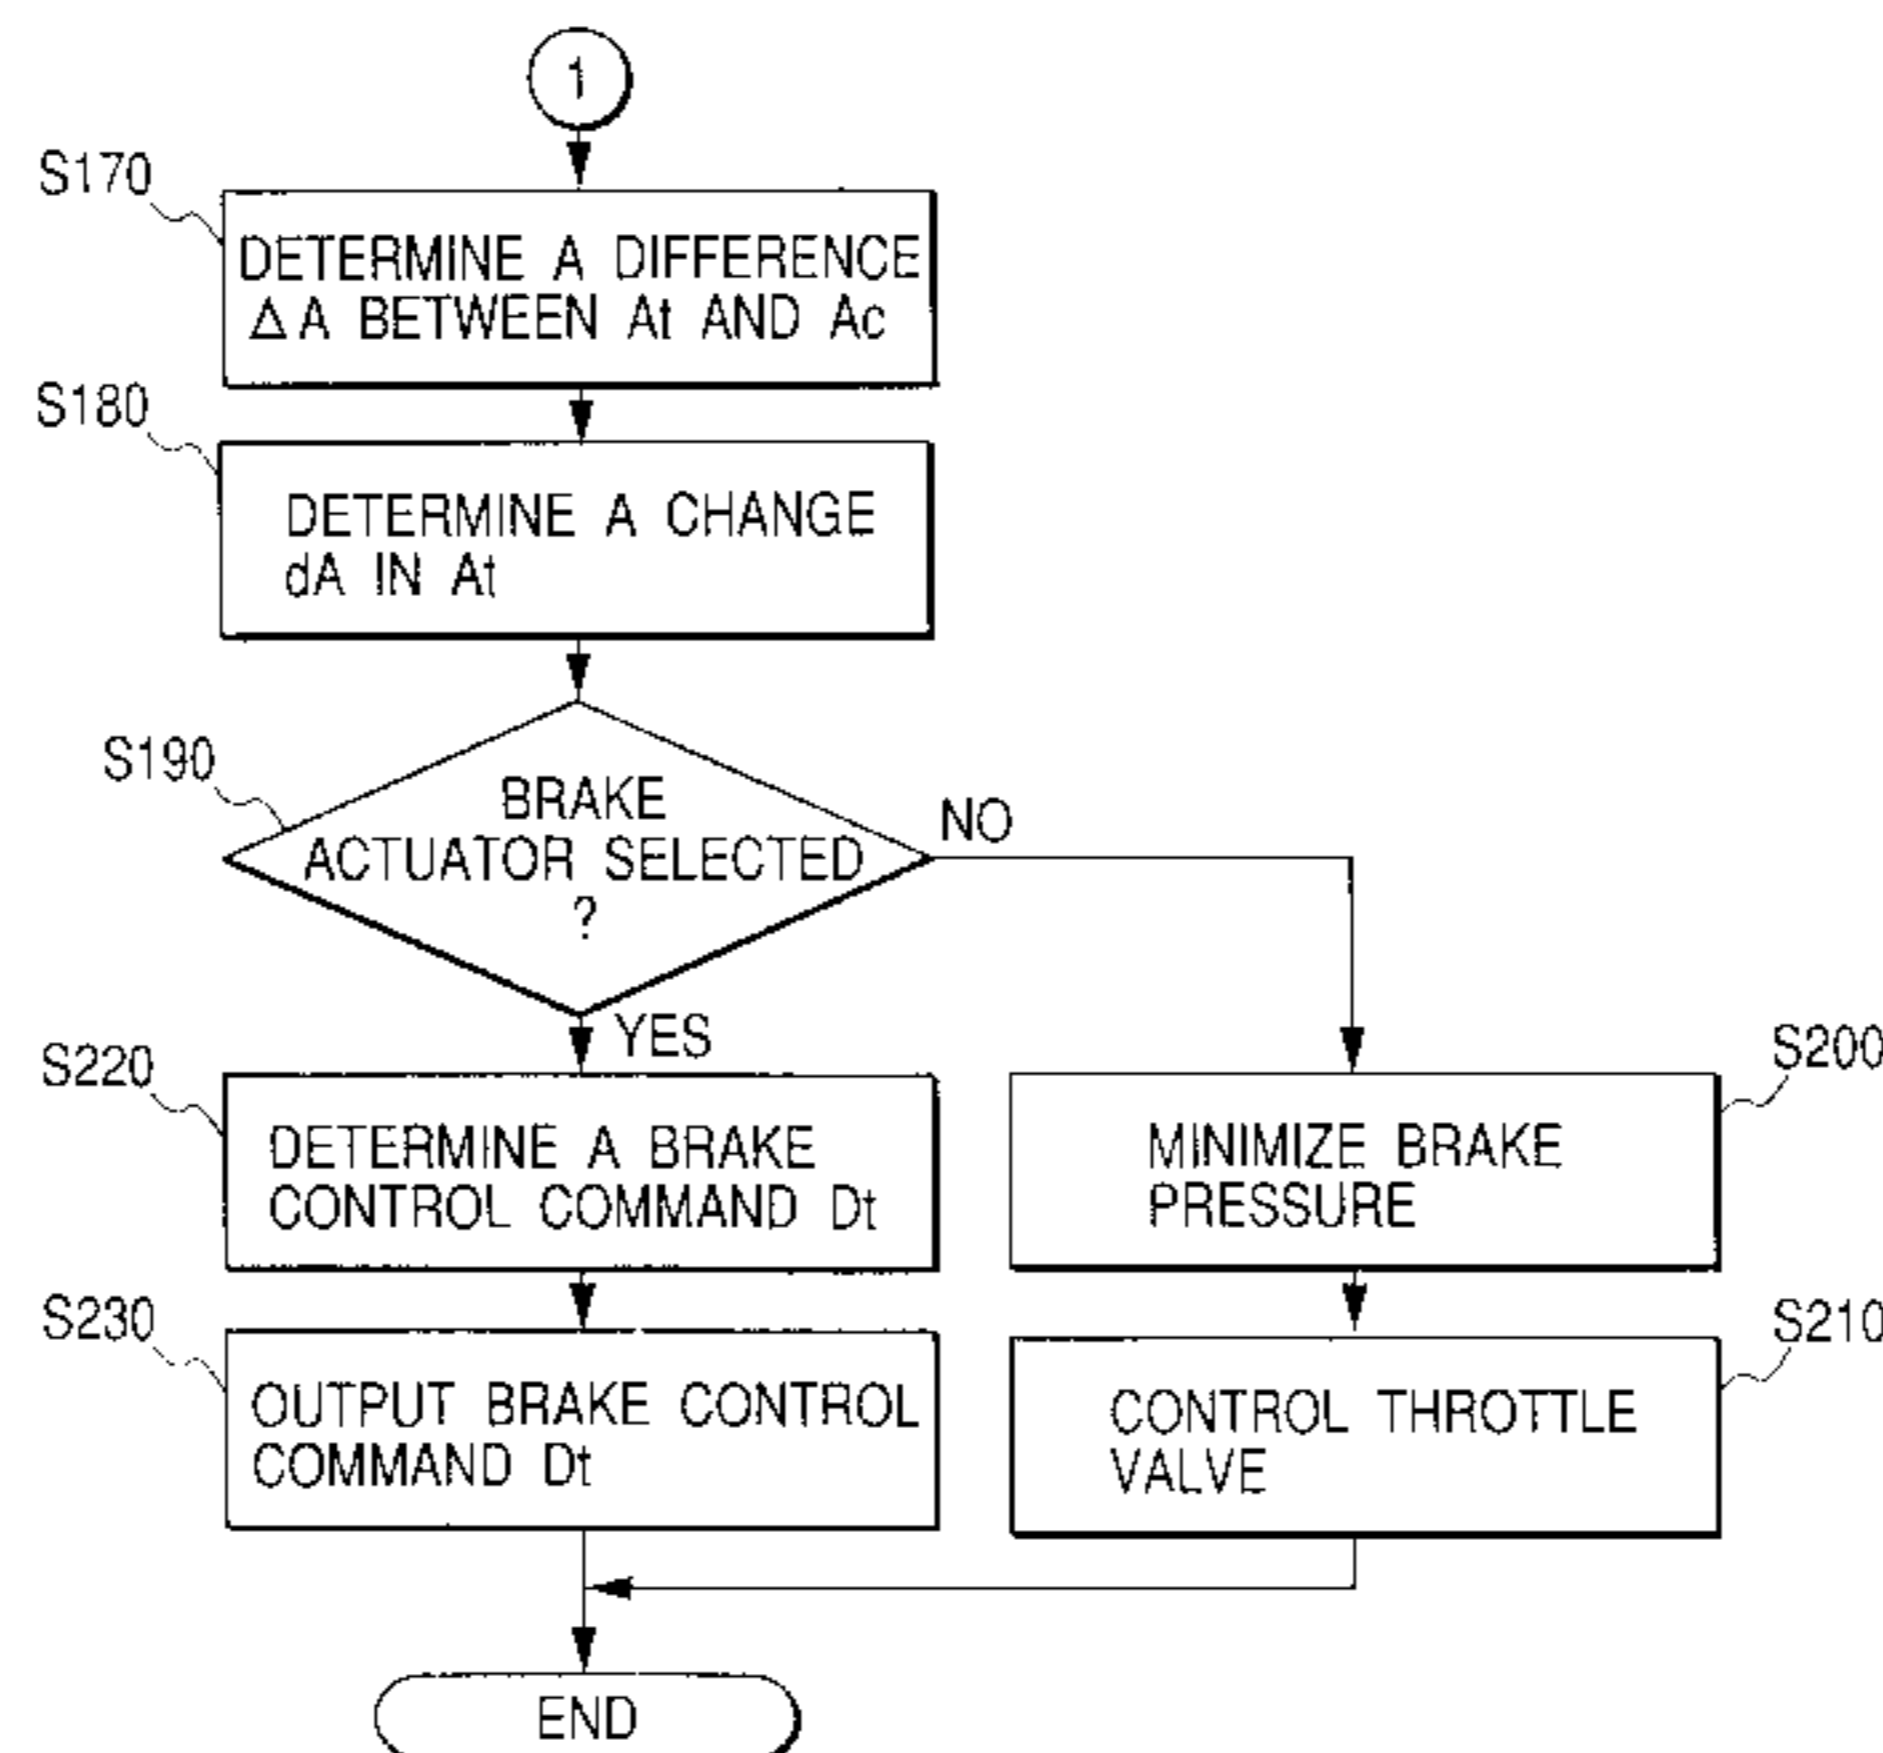 1
S170
DETERMINE A DIFFERENCE
ΔA BETWEEN At AND Ac
S180
DETERMINE A CHANGE
dA IN At
S190
BRAKE
ACTUATOR SELECTED
?
NO
YES
S220
DETERMINE A BRAKE
CONTROL COMMAND Dt
S200
MINIMIZE BRAKE
PRESSURE
S230
OUTPUT BRAKE CONTROL
COMMAND Dt
S210
CONTROL THROTTLE
VALVE
END